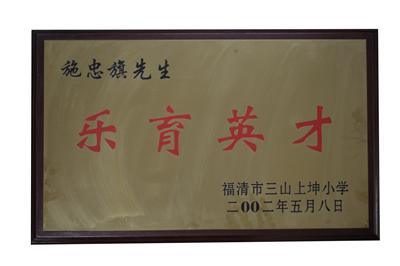 施忠旗先生
乐育英才
福清市三山上坤小学
二00二年五月八日